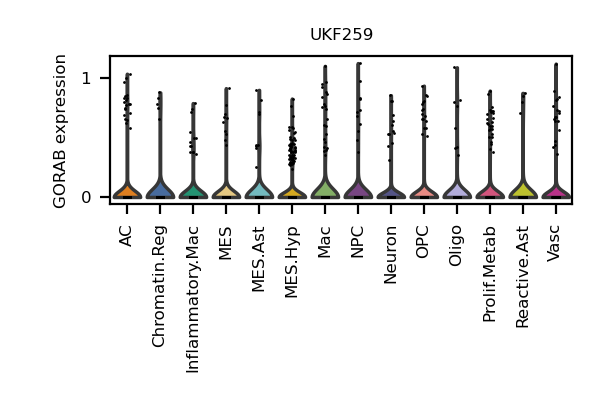 UKF259
GORAB expression
1
0
AC
Chromatin.Reg
Inflammatory.Mac
MES
MES.Ast
MES.Hyp
Mac
NPC
Neuron
OPC
Oligo
Prolif.Metab
Reactive.Ast
Vasc